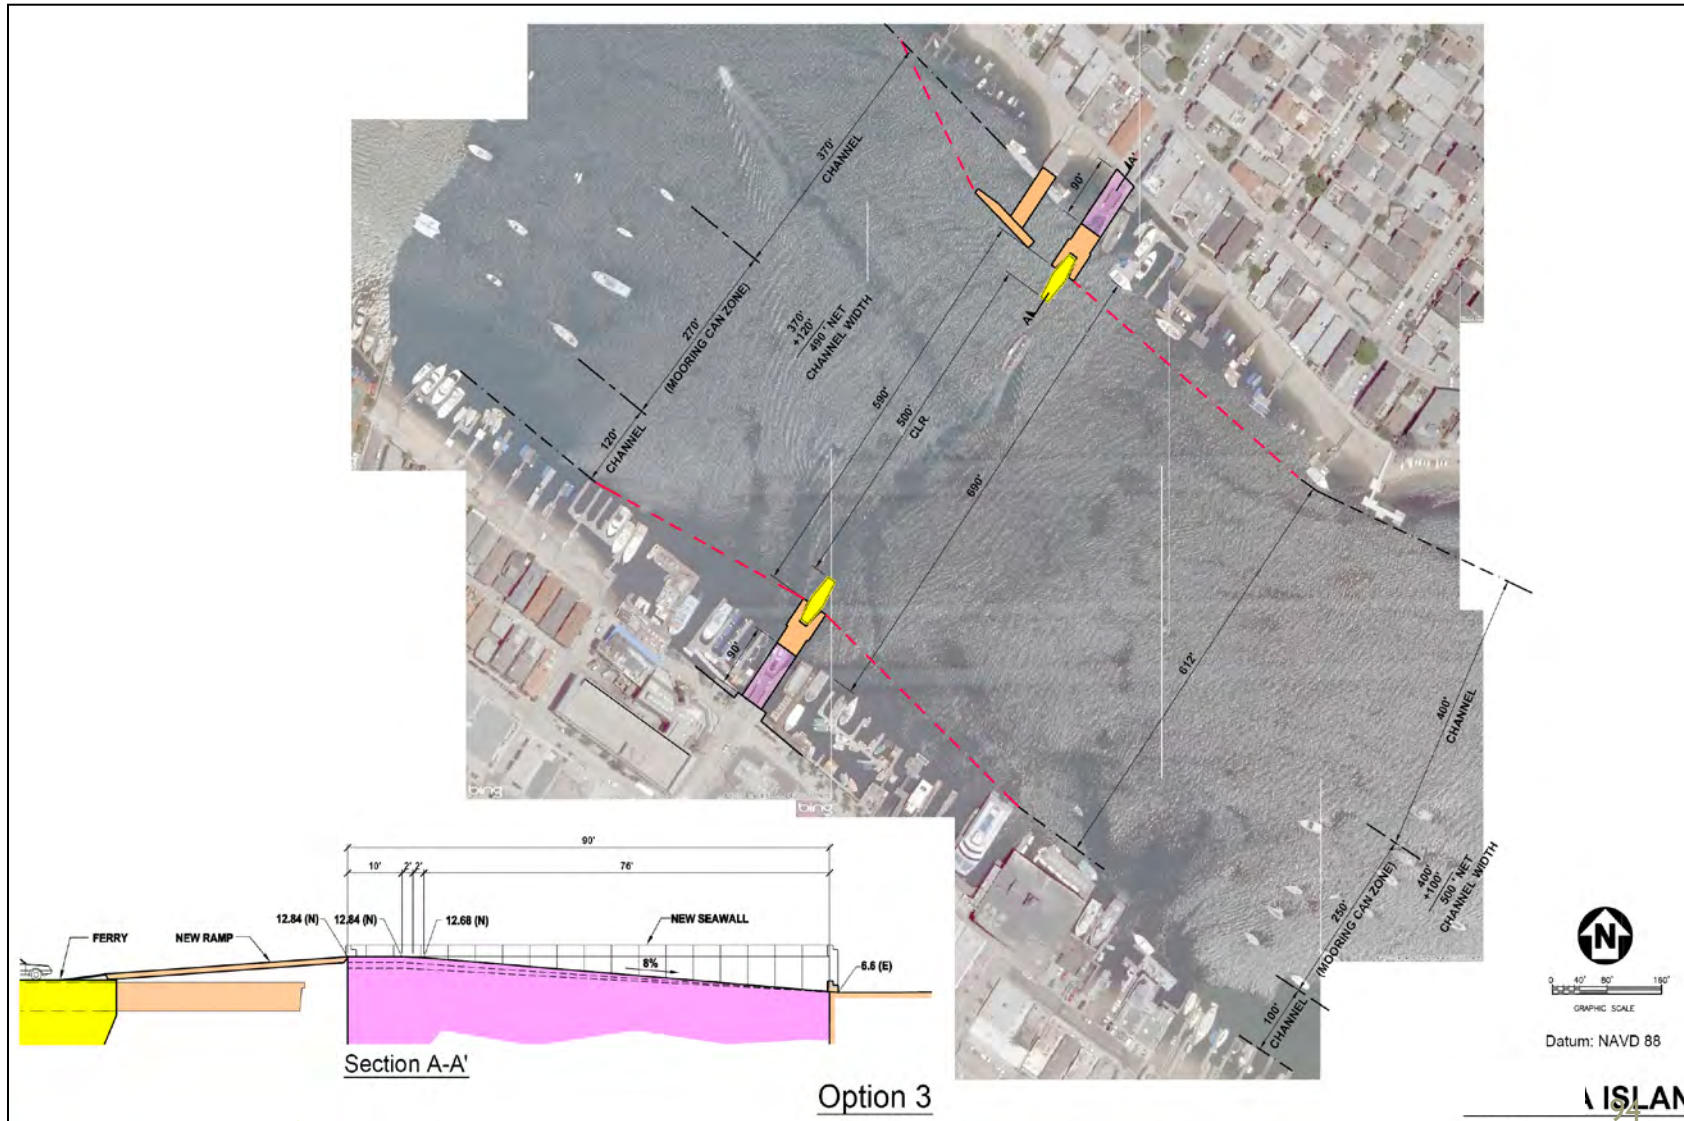 370'
CHANNEL
270'
(MOORING CAN ZONE)
120'
CHANNEL
370'
+120'
490 ' NET
CHANNEL WIDTH
90'
A'
A
590'
500'
CLR
690'
90'
612'
400'
CHANNEL
250'
(MOORING CAN ZONE)
400'
+100'
500 ' NET
CHANNEL WIDTH
100'
CHANNEL
bing
bing
90'
10'
2'
2'
76'
12.84 (N)
12.84 (N)
12.68 (N)
NEW SEAWALL
FERRY
NEW RAMP
8%
6.6 (E)
Section A-A'
Option 3
N
0 40' 80' 160'
GRAPHIC SCALE
Datum: NAVD 88
A ISLAN
94